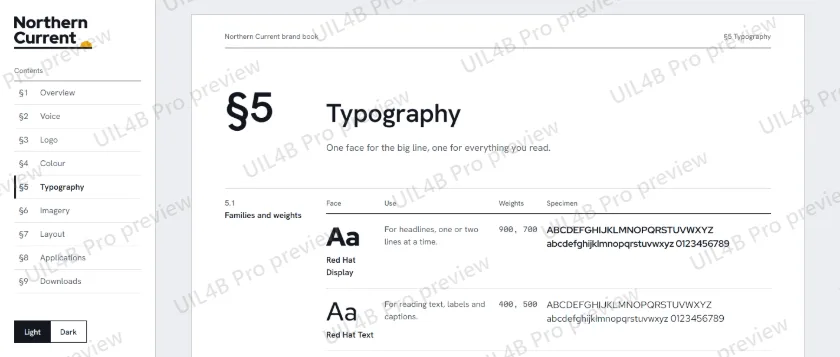 Northern
Current
Contents
§1 Overview
§2 Voice
§3 Logo
§4 Colour
§5 Typography
§6 Imagery
§7 Layout
§8 Applications
§9 Downloads
Light Dark
Northern Current brand book
§5 Typography
§5
Typography
One face for the big line, one for everything you read.
5.1
Families and weights
Face Use Weights Specimen
Aa
Red Hat
Display
For headlines, one or two
lines at a time.
900, 700
ABCDEFGHIJKLMNOPQRSTUVWXYZ
abcdefghijklmnopqrstuvwxyz 0123456789
Aa
Red Hat Text
For reading text, labels and
captions.
400, 500
ABCDEFGHIJKLMNOPQRSTUVWXYZ
abcdefghijklmnopqrstuvwxyz 0123456789
UIL4B Pro preview